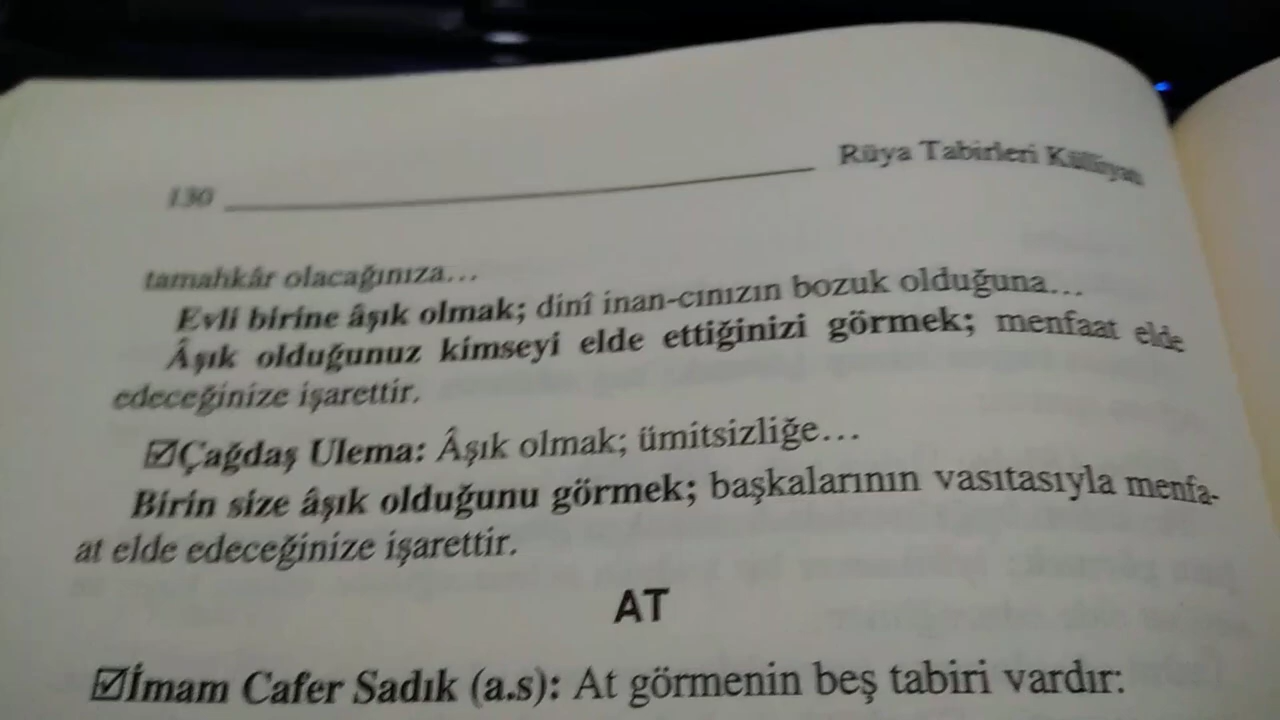 130 Rüya Tabirleri Külliyatı
tamahkâr olacağınıza...
Evli birine âşık olmak; dinî inan-cınızın bozuk olduğuna...
Âşık olduğunuz kimseyi elde ettiğinizi görmek; menfaat elde
edeceğinize işarettir.
☑Çağdaş Ulema: Âşık olmak; ümitsizliğe...
Birin size âşık olduğunu görmek; başkalarının vasıtasıyla menfa-
at elde edeceğinize işarettir.
AT
☑İmam Cafer Sadık (a.s): At görmenin beş tabiri vardır: